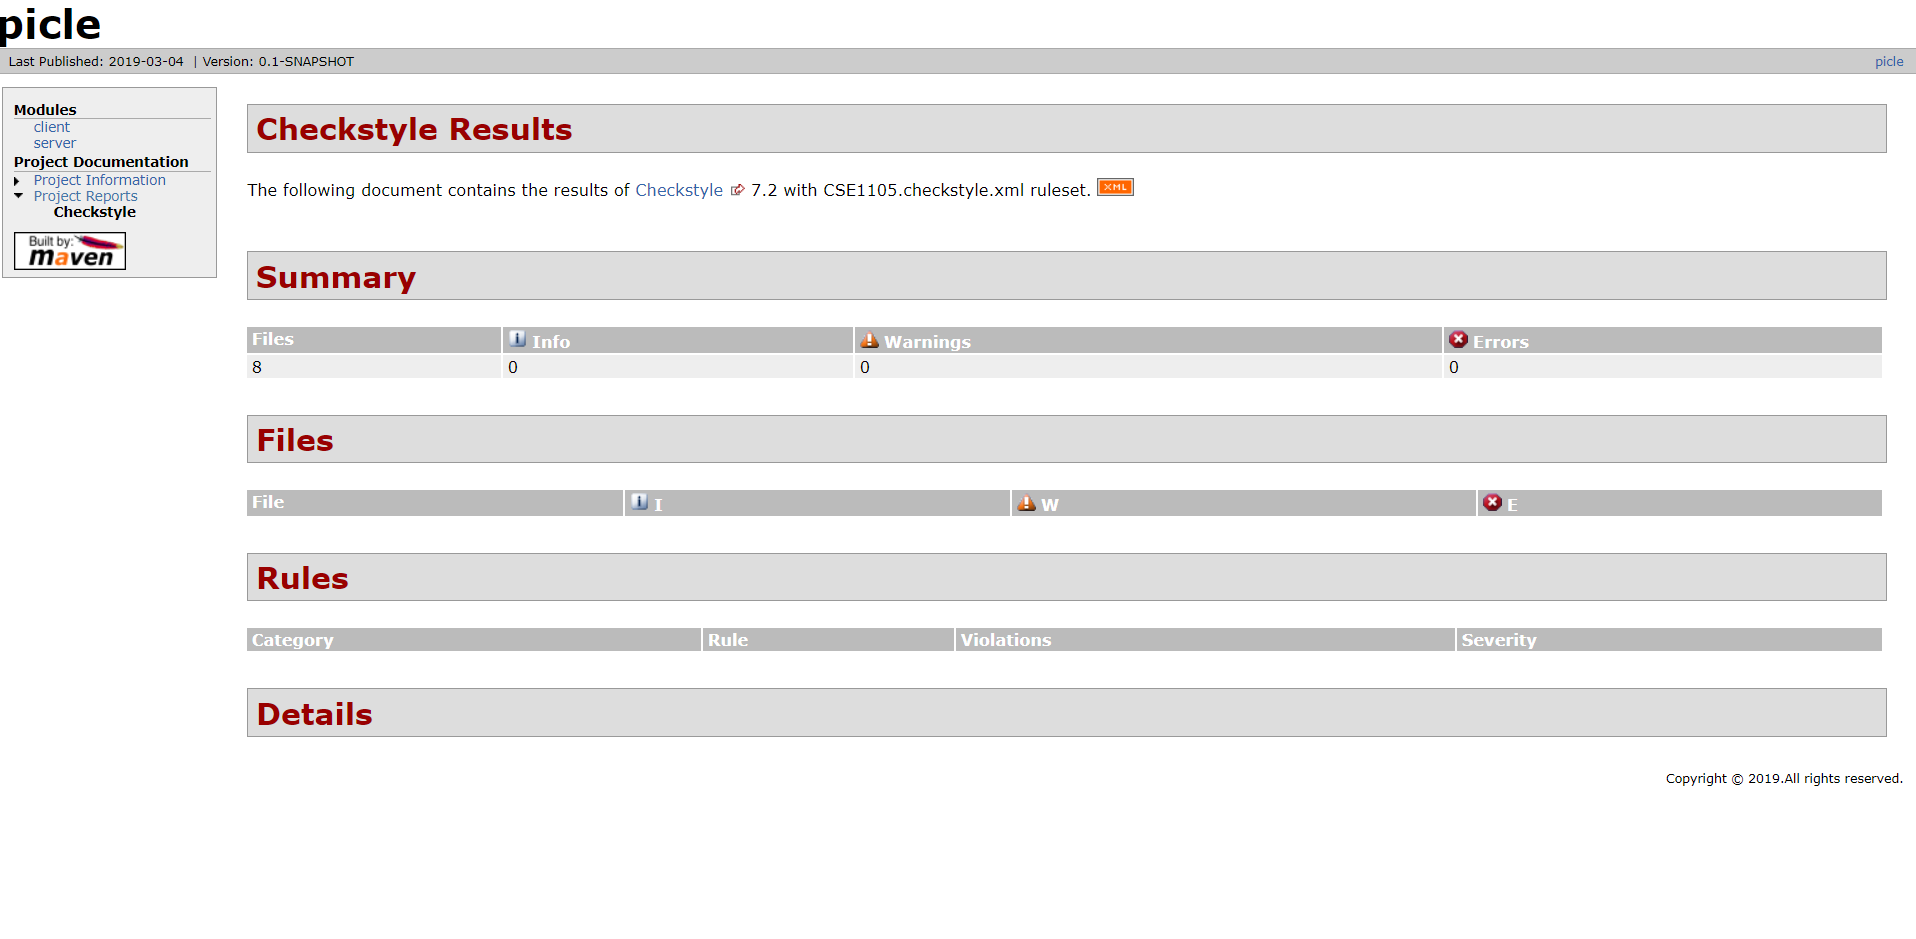 picle
Last Published: 2019-03-04 | Version: 0.1-SNAPSHOT
picle
Modules
client
server
Project Documentation
Project Information
Project Reports
Checkstyle
Built by:
maven
Checkstyle Results
The following document contains the results of Checkstyle 7.2 with CSE1105.checkstyle.xml ruleset. XML
Summary
Files Info Warnings Errors
8 0 0 0
Files
File I W E
Rules
Category Rule Violations Severity
Details
Copyright © 2019.All rights reserved.